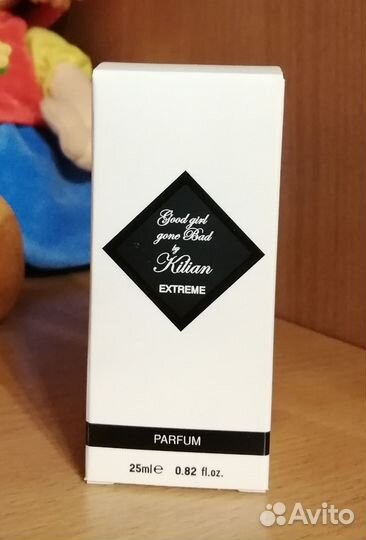 Good girl
gone Bad
by
Kilian
EXTREME
PARFUM
25ml℮ 0.82 fl.oz.
Avito